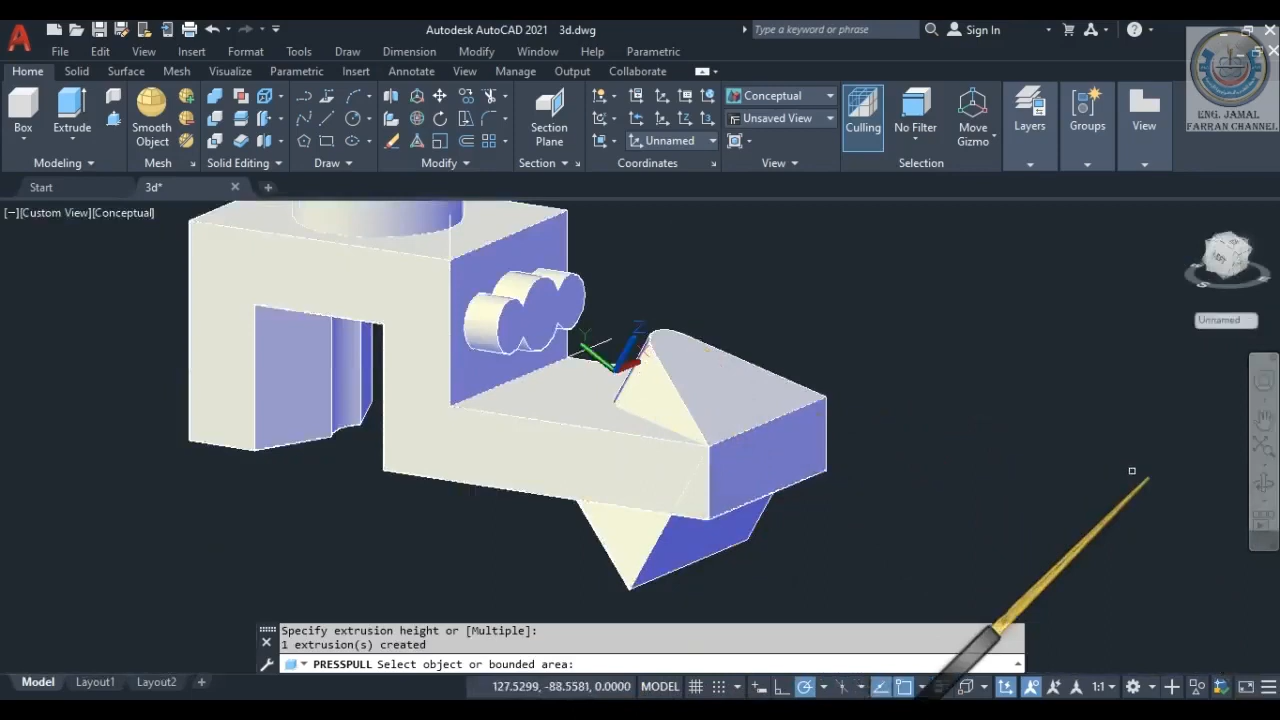 Autodesk AutoCAD 2021 3d.dwg
Type a keyword or phrase
Sign In
File Edit View Insert Format Tools Draw Dimension Modify Window Help Parametric
Home Solid Surface Mesh Visualize Parametric Insert Annotate View Manage Output Collaborate
Box
Extrude
Smooth
Object
Section
Plane
Unnamed
Conceptual
Unsaved View
Culling
No Filter
Move
Gizmo
Layers
Groups
View
Modeling
Mesh
Solid Editing
Draw
Modify
Section
Coordinates
View
Selection
ENG. JAMAL
FARRAN CHANNEL
Start
3d*
[−][Custom View][Conceptual]
Unnamed
Y
Z
Specify extrusion height or [Multiple]:
1 extrusion(s) created
PRESSPULL Select object or bounded area:
Model Layout1 Layout2
127.5299, -88.5581, 0.0000 MODEL
1:1